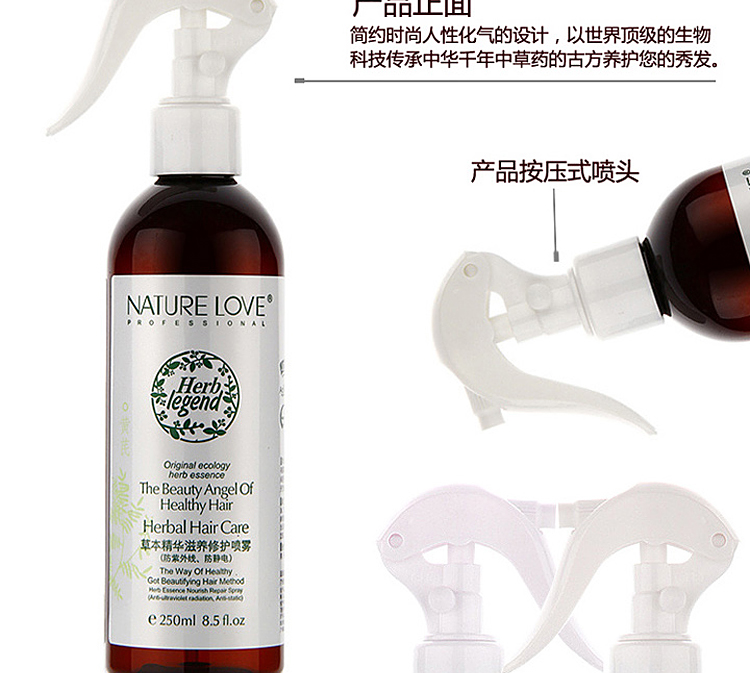 产品正面
简约时尚人性化气的设计，以世界顶级的生物
科技传承中华千年中草药的古方养护您的秀发。
产品按压式喷头
NATURE LOVE®
PROFESSIONAL
Herb
legend
Original ecology
herb essence
The Beauty Angel Of
Healthy Hair
Herbal Hair Care
草本精华滋养修护喷雾
（防紫外线、防静电）
The Way Of Healthy
Got Beautifying Hair Method
Herb Essence Nourish Repair Spray
(Anti-ultraviolet radiation, Anti-static)
e 250ml 8.5 fl.oz